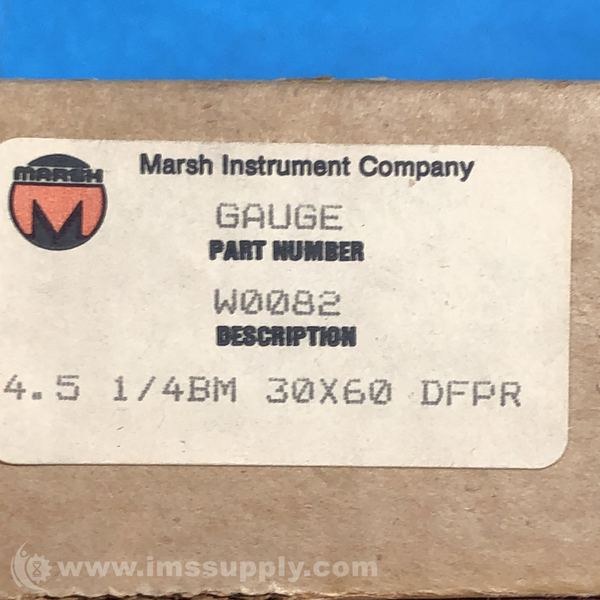 MARSH
M
Marsh Instrument Company
GAUGE
PART NUMBER
W0082
DESCRIPTION
4.5 1/4BM 30X60 DFPR
www.imssupply.com